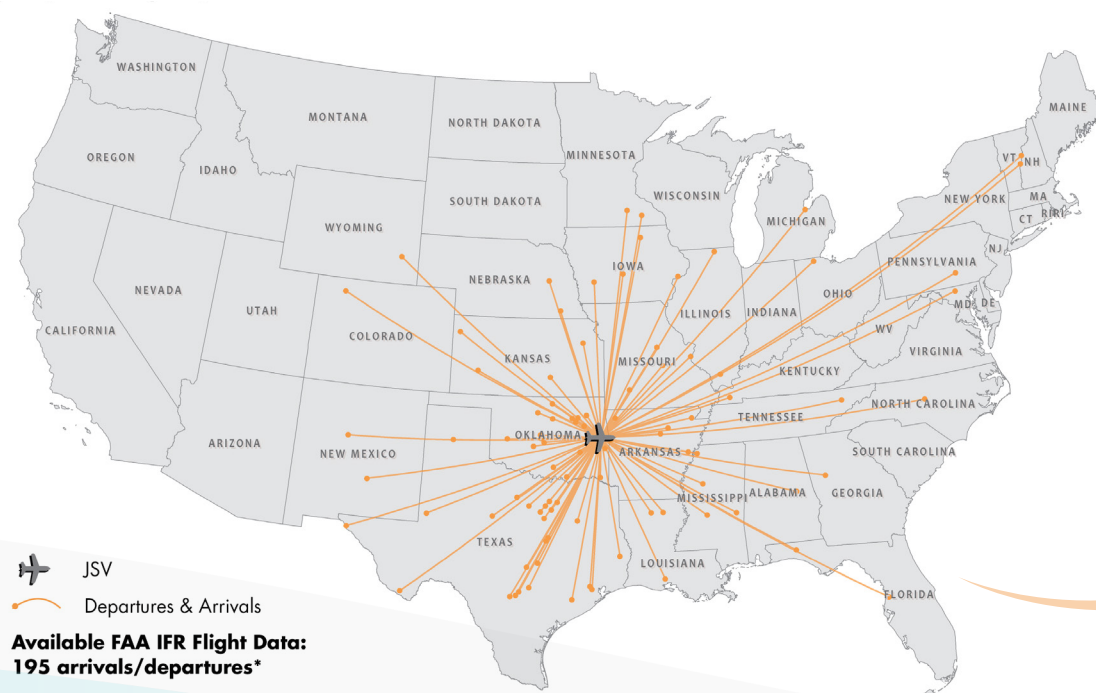 WASHINGTON
MAINE
MONTANA
NORTH DAKOTA
MINNESOTA
OREGON
IDAHO
VT
NH
WISCONSIN
SOUTH DAKOTA
MICHIGAN
NEW YORK
MA
CT
RI
RI
WYOMING
NJ
PENNSYLVANIA
IOWA
NEBRASKA
NEVADA
OHIO
MD
DE
UTAH
ILLINOIS
INDIANA
CALIFORNIA
COLORADO
WV
VIRGINIA
KANSAS
MISSOURI
KENTUCKY
NORTH CAROLINA
TENNESSEE
OKLAHOMA
ARIZONA
NEW MEXICO
ARKANSAS
SOUTH CAROLINA
MISSISSIPPI
ALABAMA
GEORGIA
TEXAS
LOUISIANA
FLORIDA
JSV
Departures & Arrivals
Available FAA IFR Flight Data:
195 arrivals/departures*